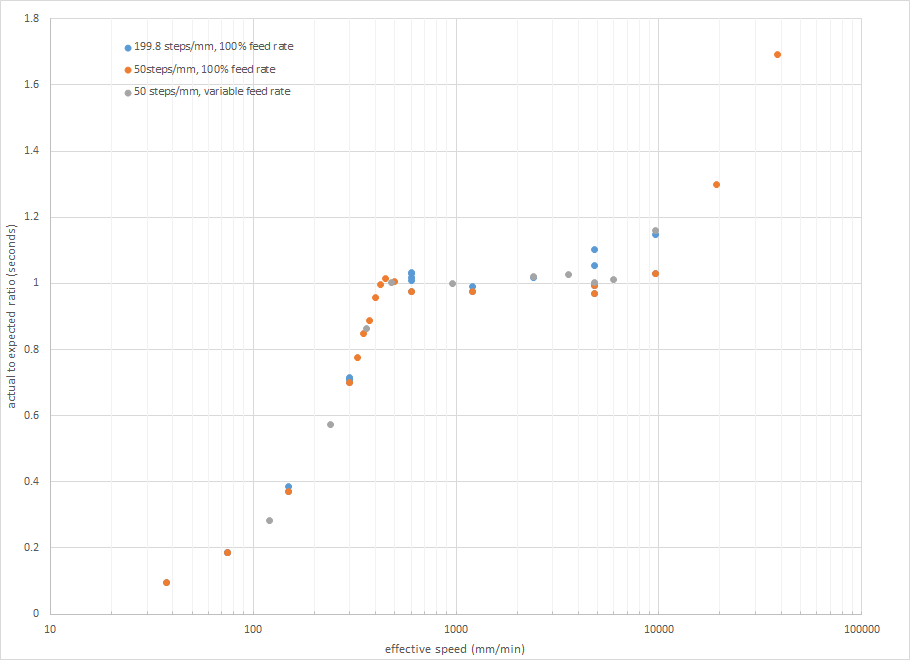 1.8
199.8 steps/mm, 100% feed rate
50steps/mm, 100% feed rate
50 steps/mm, variable feed rate
1.6
1.4
1.2
1
0.8
0.6
0.4
0.2
0
actual to expected ratio (seconds)
10 100 1000 10000 100000
effective speed (mm/min)